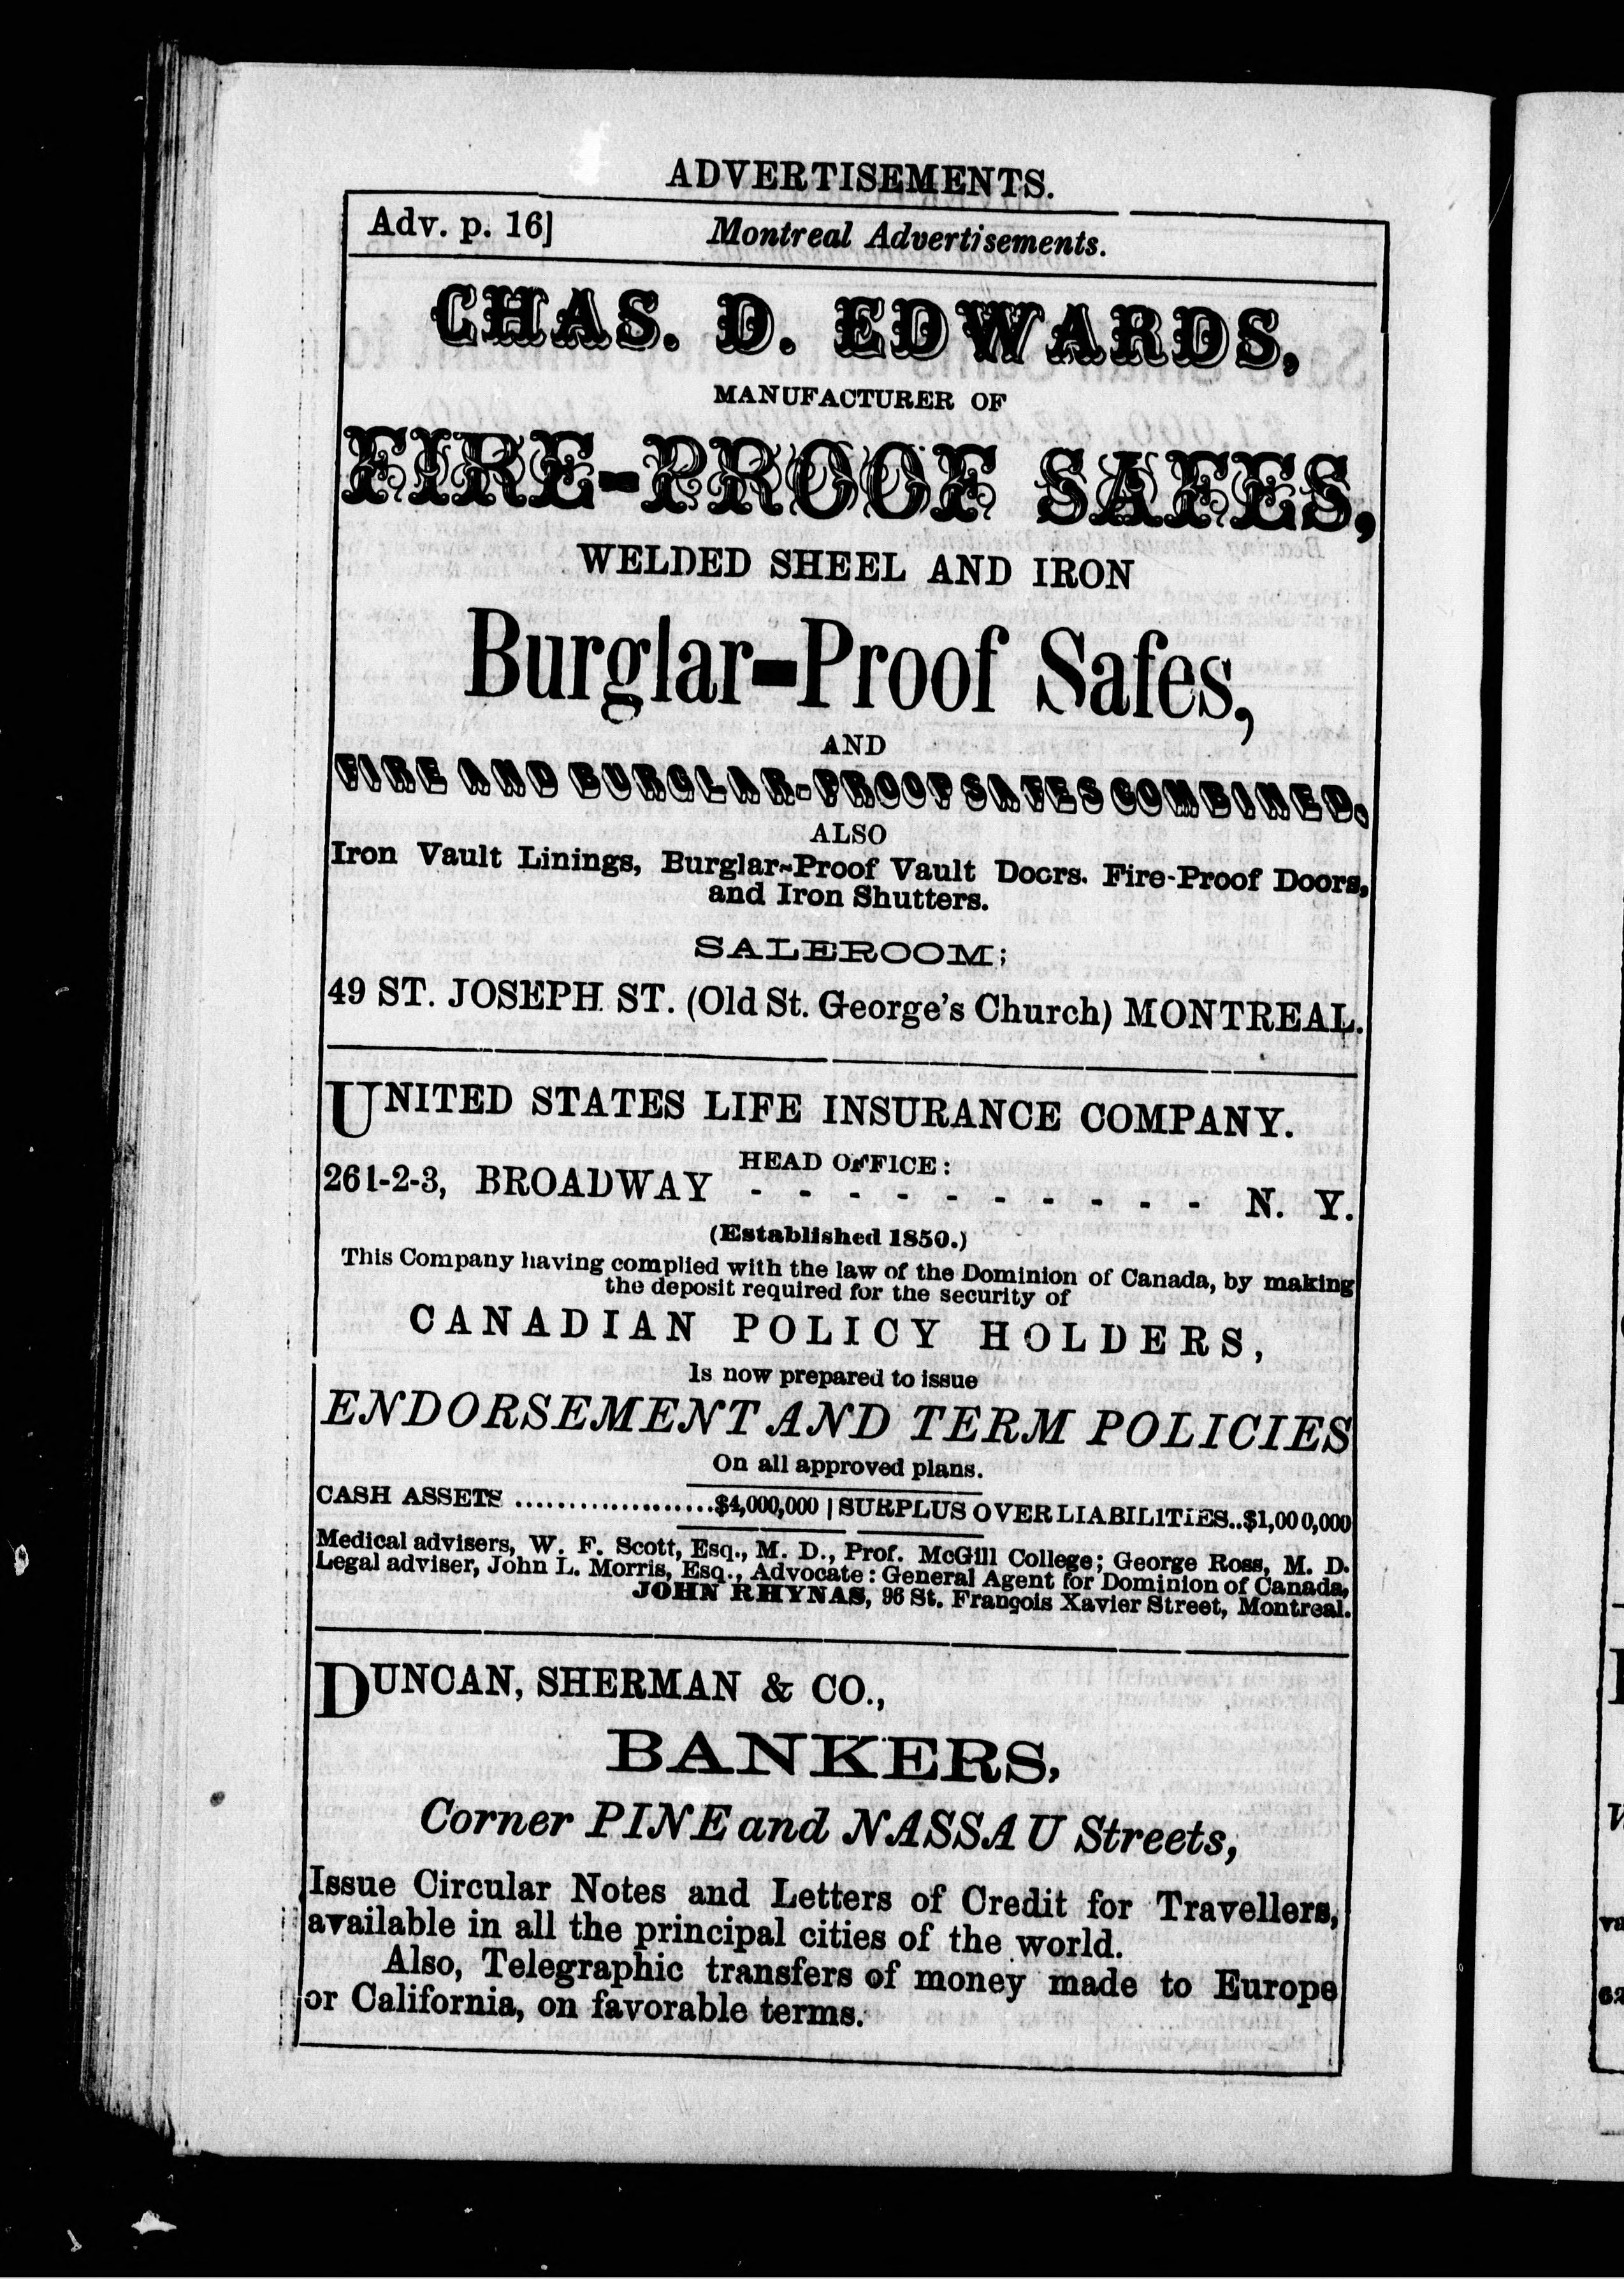 ADVERTISEMENTS.
Adv. p. 16] Montreal Advertisements.
CHAS. D. EDWARDS,
MANUFACTURER OF
FIRE-PROOF SAFES,
WELDED SHEEL AND IRON
Burglar-Proof Safes,
AND
FIRE AND BURGLAR-PROOF SAFES COMBINED.
ALSO
Iron Vault Linings, Burglar-Proof Vault Doors. Fire-Proof Doors,
and Iron Shutters.
SALEROOM;
49 ST. JOSEPH ST. (Old St. George's Church) MONTREAL.
UNITED STATES LIFE INSURANCE COMPANY.
HEAD OFFICE:
261-2-3, BROADWAY - - - - - - - - - - N. Y.
(Established 1850.)
This Company having complied with the law of the Dominion of Canada, by making
the deposit required for the security of
CANADIAN POLICY HOLDERS,
Is now prepared to issue
ENDORSEMENT AND TERM POLICIES
On all approved plans.
CASH ASSETS ...................$4,000,000 | SURPLUS OVER LIABILITIES..$1,000,000
Medical advisers, W. F. Scott, Esq., M. D., Prof. McGill College; George Ross, M. D.
Legal adviser, John L. Morris, Esq., Advocate: General Agent for Dominion of Canada,
JOHN RHYNAS, 96 St. François Xavier Street, Montreal.
DUNCAN, SHERMAN & CO.,
BANKERS,
Corner PINE and NASSAU Streets,
Issue Circular Notes and Letters of Credit for Travellers,
available in all the principal cities of the world.
Also, Telegraphic transfers of money made to Europe
or California, on favorable terms.